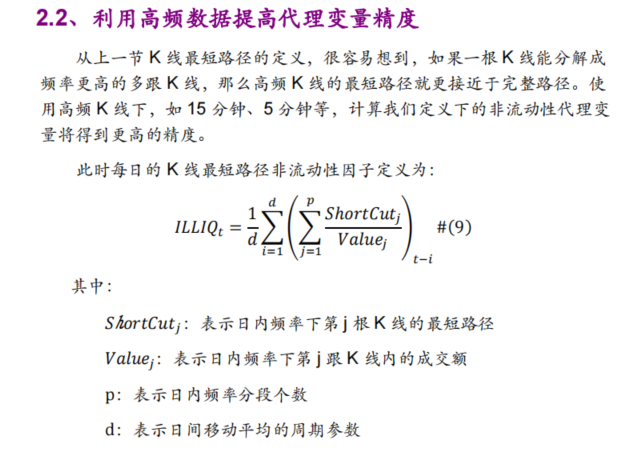 2.2、利用高频数据提高代理变量精度
从上一节 K 线最短路径的定义，很容易想到，如果一根 K 线能分解成
频率更高的多跟 K 线，那么高频 K 线的最短路径就更接近于完整路径。使
用高频 K 线下，如 15 分钟、5 分钟等，计算我们定义下的非流动性代理变
量将得到更高的精度。
此时每日的 K 线最短路径非流动性因子定义为：
ILLIQ_t = \frac{1}{d}\sum_{i=1}^{d}\left(\sum_{j=1}^{p}\frac{ShortCut_j}{Value_j}\right)_{t-i} #(9)
其中：
ShortCut_j：表示日内频率下第 j 根 K 线的最短路径
Value_j：表示日内频率下第 j 跟 K 线内的成交额
p：表示日内频率分段个数
d：表示日间移动平均的周期参数